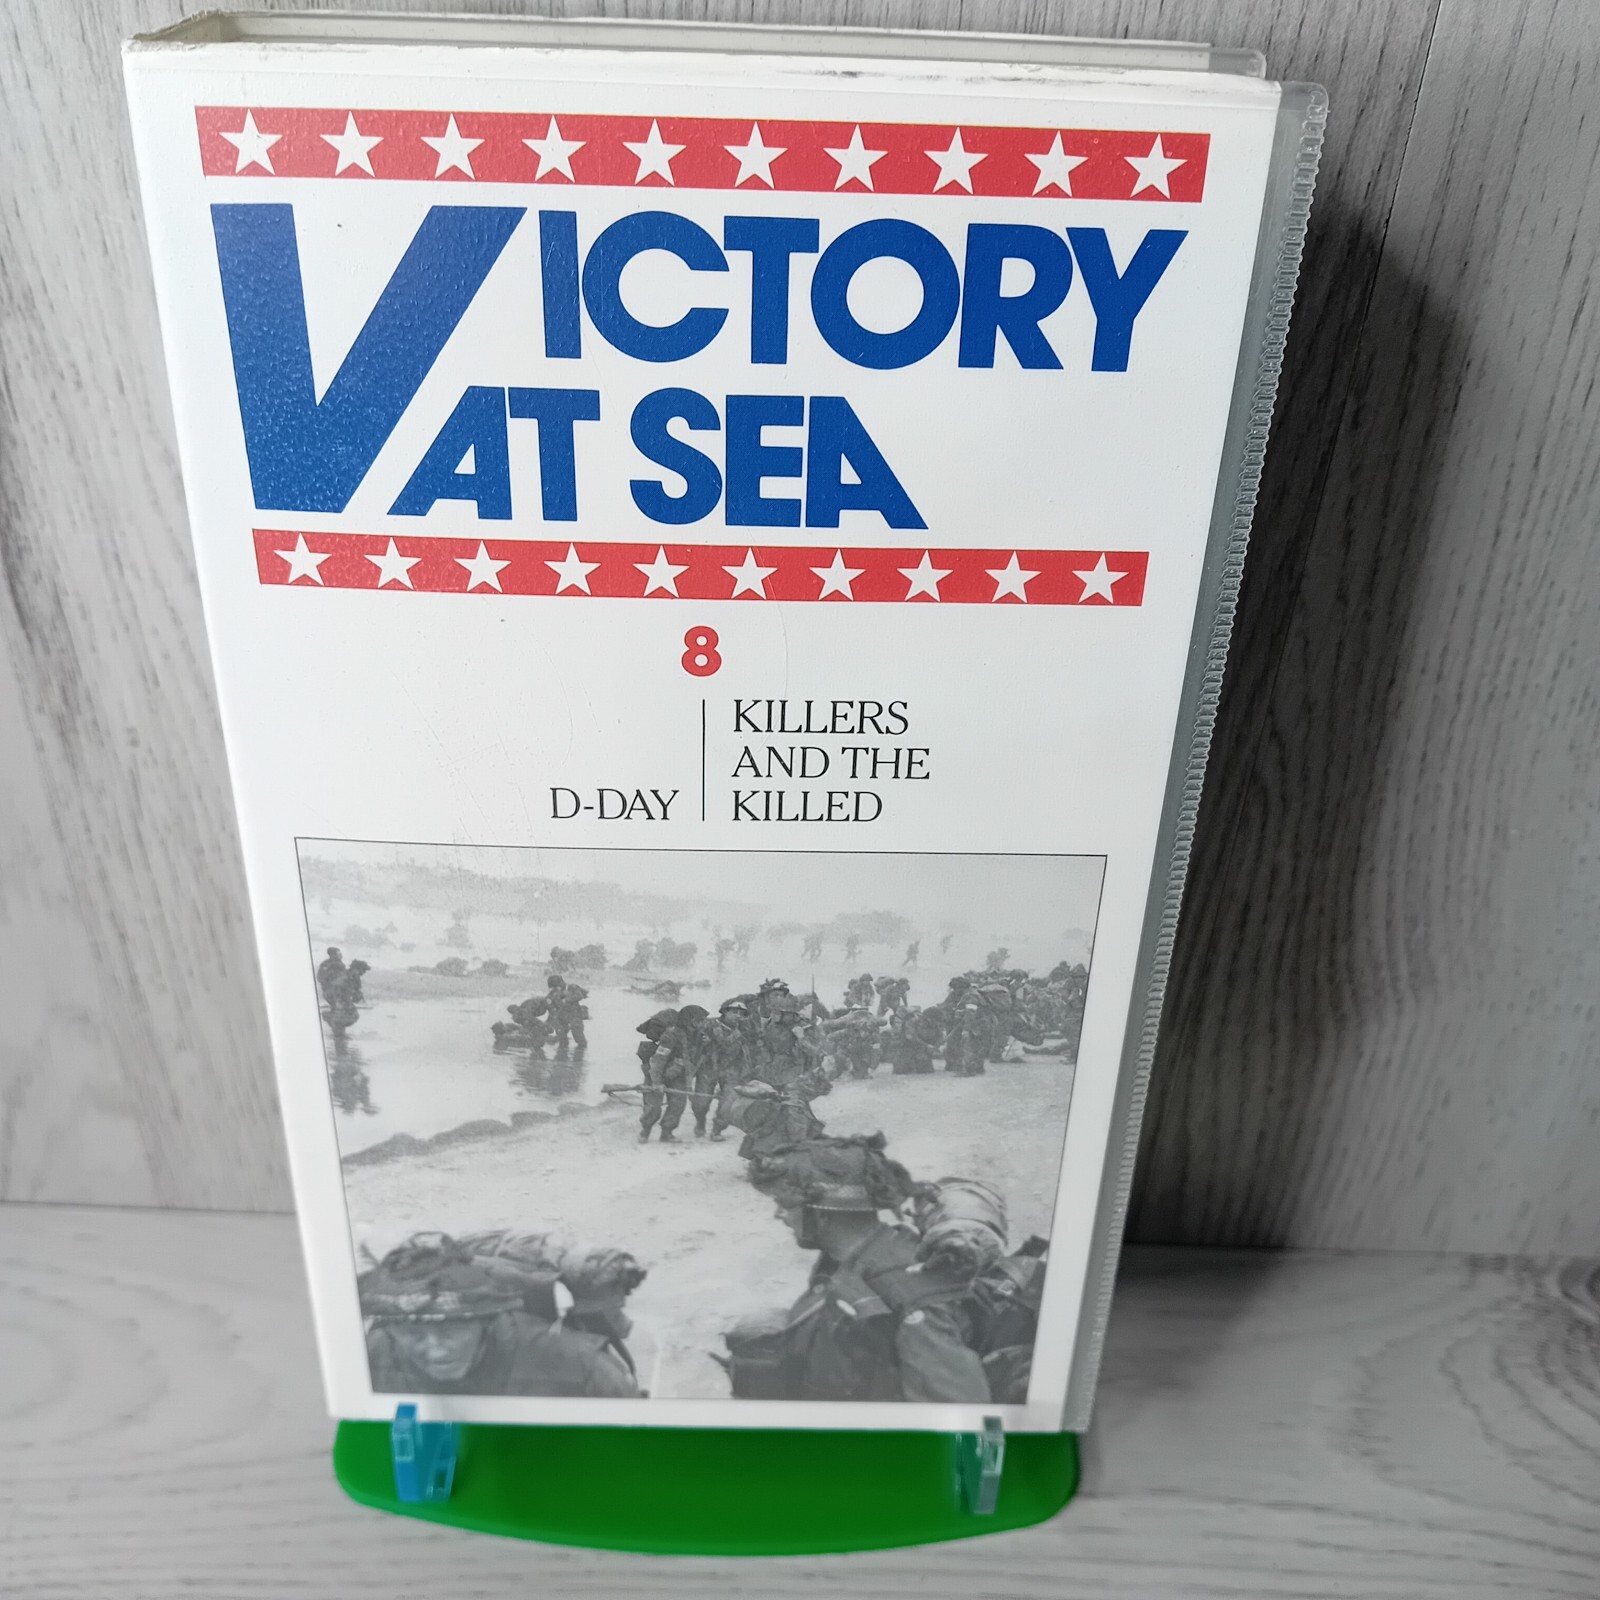 VICTORY
AT SEA
8
D-DAY
KILLERS
AND THE
KILLED